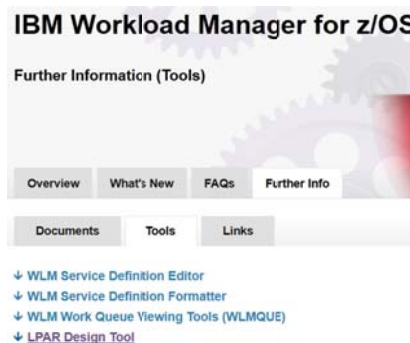 IBM Workload Manager for z/OS
Further Information (Tools)
Overview What's New FAQs Further Info
Documents Tools Links
↓ WLM Service Definition Editor
↓ WLM Service Definition Formatter
↓ WLM Work Queue Viewing Tools (WLMQUE)
↓ LPAR Design Tool